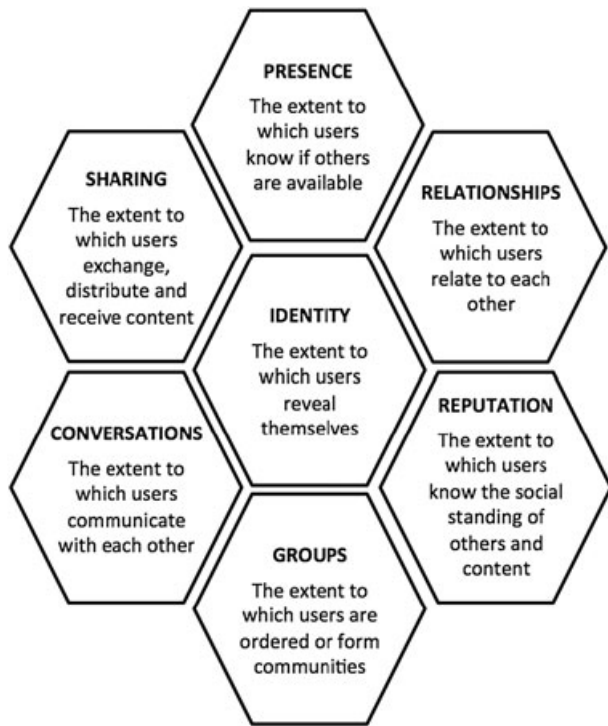 PRESENCE
The extent to
which users
know if others
are available
SHARING
The extent to
which users
exchange,
distribute and
receive content
RELATIONSHIPS
The extent to
which users
relate to each
other
IDENTITY
The extent to
which users
reveal
themselves
CONVERSATIONS
The extent to
which users
communicate
with each other
REPUTATION
The extent to
which users
know the social
standing of
others and
content
GROUPS
The extent to
which users are
ordered or form
communities